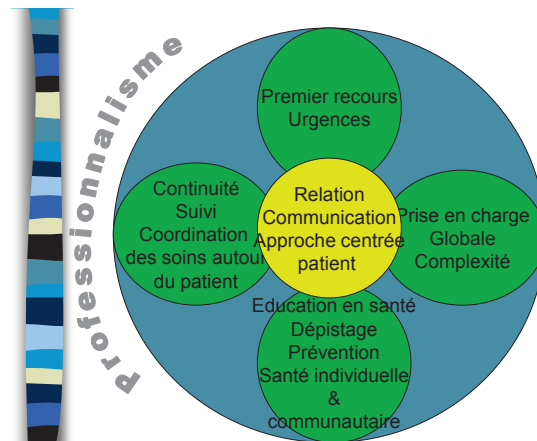 Professionnalisme
Premier recours
Urgences
Continuité
Suivi
Coordination
des soins autour
du patient
Relation
Communication
Approche centrée
patient
Prise en charge
Globale
Complexité
Education en santé
Dépistage
Prévention
Santé individuelle
&
communautaire